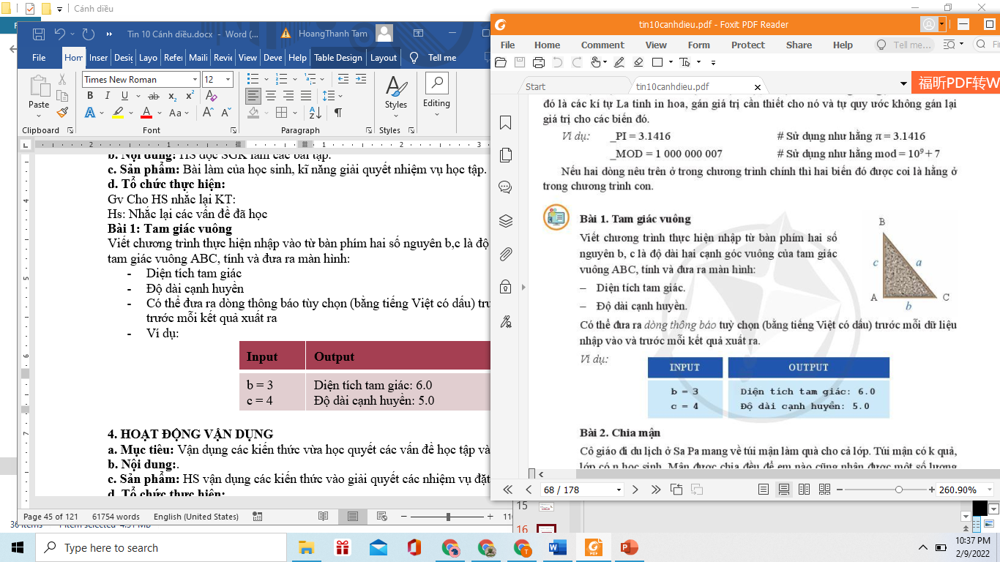 Cánh diều
Tin 10 Cánh diều.docx - Word (...
HoangThanh Tam
File
Hom
Inser
Desig
Layo
Refer
Maili
Revie
View
Deve
Help
Table Design
Layout
Tell me
Times New Roman
12
Paste
Clipboard
Font
Paragraph
Styles
Styles
Editing
b. Nội dung: HS đọc SGK làm các bài tập.
c. Sản phẩm: Bài làm của học sinh, kĩ năng giải quyết nhiệm vụ học tập.
d. Tổ chức thực hiện:
Gv Cho HS nhắc lại KT:
Hs: Nhắc lại các vấn đề đã học
Bài 1: Tam giác vuông
Viết chương trình thực hiện nhập vào từ bàn phím hai số nguyên b,c là độ
tam giác vuông ABC, tính và đưa ra màn hình:
- Diện tích tam giác
- Độ dài cạnh huyền
- Có thể đưa ra dòng thông báo tùy chọn (bằng tiếng Việt có dấu) trư
trước mỗi kết quả xuất ra
- Ví dụ:
Input Output
b = 3 Diện tích tam giác: 6.0
c = 4 Độ dài cạnh huyền: 5.0
4. HOẠT ĐỘNG VẬN DỤNG
a. Mục tiêu: Vận dụng các kiến thức vừa học quyết các vấn đề học tập và
b. Nội dung:.
c. Sản phẩm: HS vận dụng các kiến thức vào giải quyết các nhiệm vụ đặt
d. Tổ chức thực hiện:
Page 45 of 121
61754 words
English (United States)
tin10canhdieu.pdf - Foxit PDF Reader
File
Home
Comment
View
Form
Protect
Share
Help
Tell me...
Start
tin10canhdieu.pdf
福昕PDF转W
đó là các kí tự La tinh in hoa, gán giá trị cần thiết cho nó và tự quy ước không gán lại
giá trị cho các biến đó.
Ví dụ: _PI = 3.1416 # Sử dụng như hằng π = 3.1416
_MOD = 1 000 000 007 # Sử dụng như hằng mod = 10⁹ + 7
Nếu hai dòng nêu trên ở trong chương trình chính thì hai biến đó được coi là hằng ở
trong chương trình con.
Bài 1. Tam giác vuông
Viết chương trình thực hiện nhập từ bàn phím hai số
nguyên b, c là độ dài hai cạnh góc vuông của tam giác
vuông ABC, tính và đưa ra màn hình:
– Diện tích tam giác.
– Độ dài cạnh huyền.
B
c
a
A
C
b
Có thể đưa ra dòng thông báo tuỳ chọn (bằng tiếng Việt có dấu) trước mỗi dữ liệu
nhập vào và trước mỗi kết quả xuất ra.
Ví dụ:
INPUT OUTPUT
b = 3 Diện tích tam giác: 6.0
c = 4 Độ dài cạnh huyền: 5.0
Bài 2. Chia mận
Cô giáo đi du lịch ở Sa Pa mang về túi mận làm quà cho cả lớp. Túi mận có k quả,
lớp có n học sinh. Mận được chia đều để em nào cũng nhận được một số lượng
68 / 178
260.90%
15
16
36 items
Type here to search
10:37 PM
2/9/2022